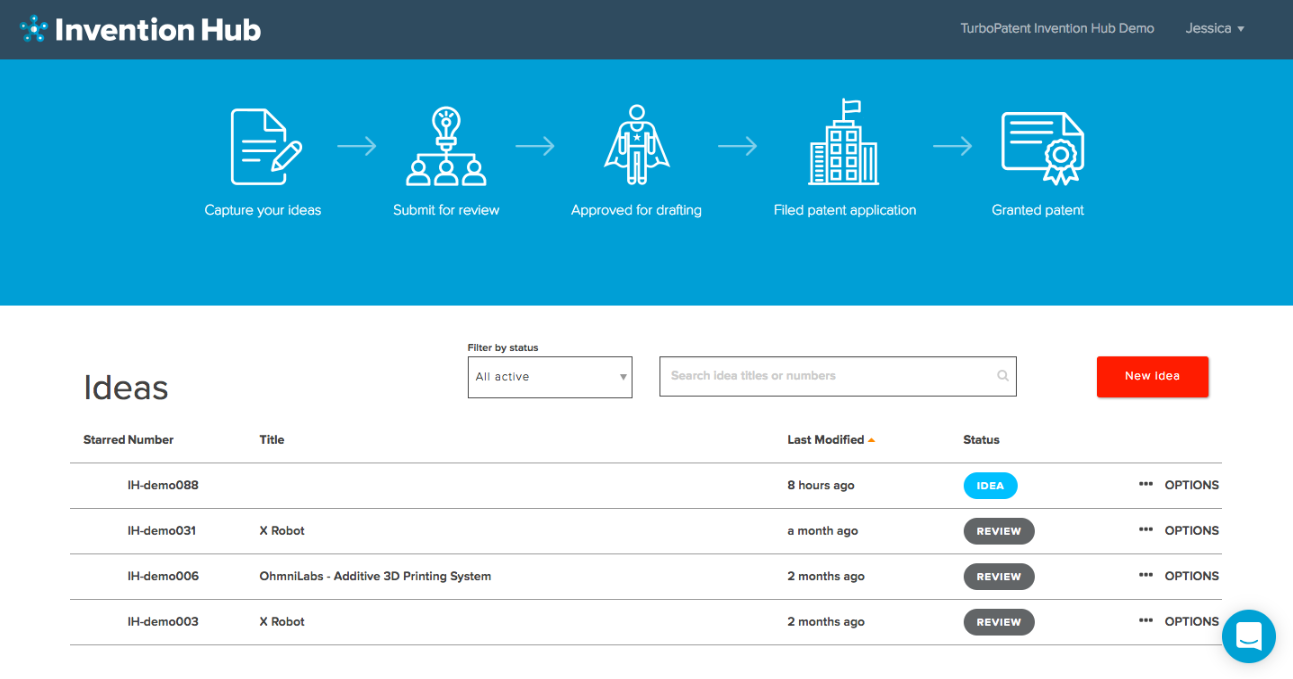 Invention Hub
TurboPatent Invention Hub Demo Jessica
Capture your ideas Submit for review Approved for drafting Filed patent application Granted patent
Filter by status
Ideas All active Search idea titles or numbers New Idea
Starred Number Title Last Modified Status
IH-demo088 8 hours ago IDEA ••• OPTIONS
IH-demo031 X Robot a month ago REVIEW ••• OPTIONS
IH-demo006 OhmniLabs - Additive 3D Printing System 2 months ago REVIEW ••• OPTIONS
IH-demo003 X Robot 2 months ago REVIEW ••• OPTIONS